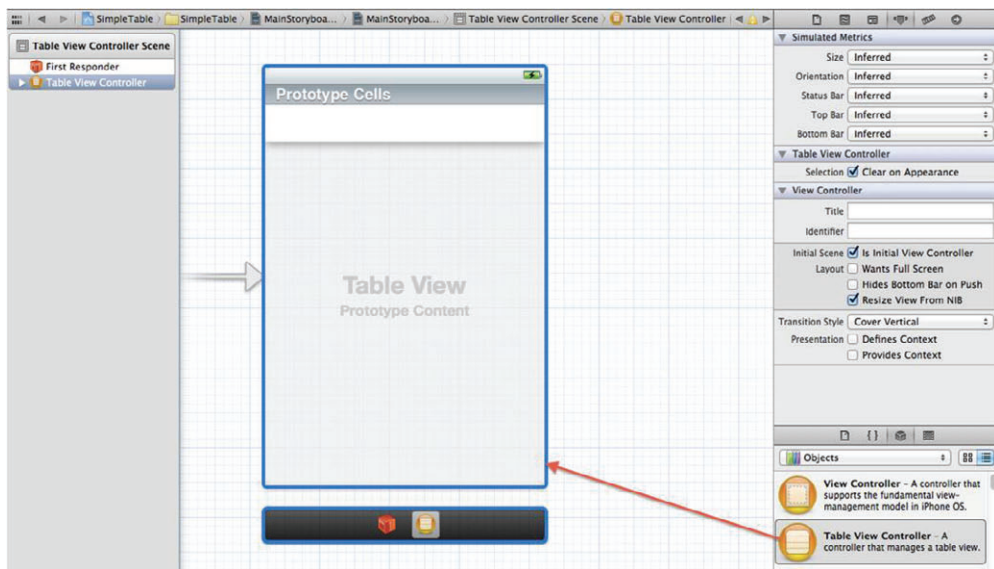 SimpleTable
SimpleTable
MainStoryboa...
MainStoryboa...
Table View Controller Scene
Table View Controller
Table View Controller Scene
First Responder
Table View Controller
Prototype Cells
Table View
Prototype Content
Simulated Metrics
Size Inferred
Orientation Inferred
Status Bar Inferred
Top Bar Inferred
Bottom Bar Inferred
Table View Controller
Selection Clear on Appearance
View Controller
Title
Identifier
Initial Scene Is Initial View Controller
Layout Wants Full Screen
Hides Bottom Bar on Push
Resize View From NIB
Transition Style Cover Vertical
Presentation Defines Context
Provides Context
{}
Objects
View Controller – A controller that
supports the fundamental view-
management model in iPhone OS.
Table View Controller – A
controller that manages a table view.